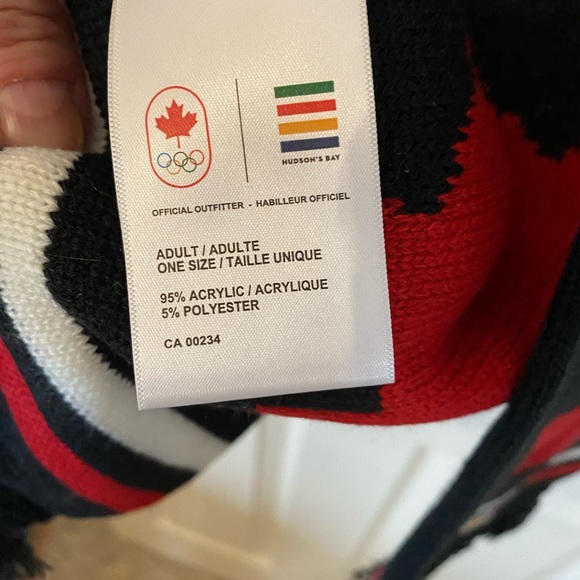 HUDSON'S BAY
OFFICIAL OUTFITTER - HABILLEUR OFFICIEL
ADULT / ADULTE
ONE SIZE / TAILLE UNIQUE
95% ACRYLIC / ACRYLIQUE
5% POLYESTER
CA 00234